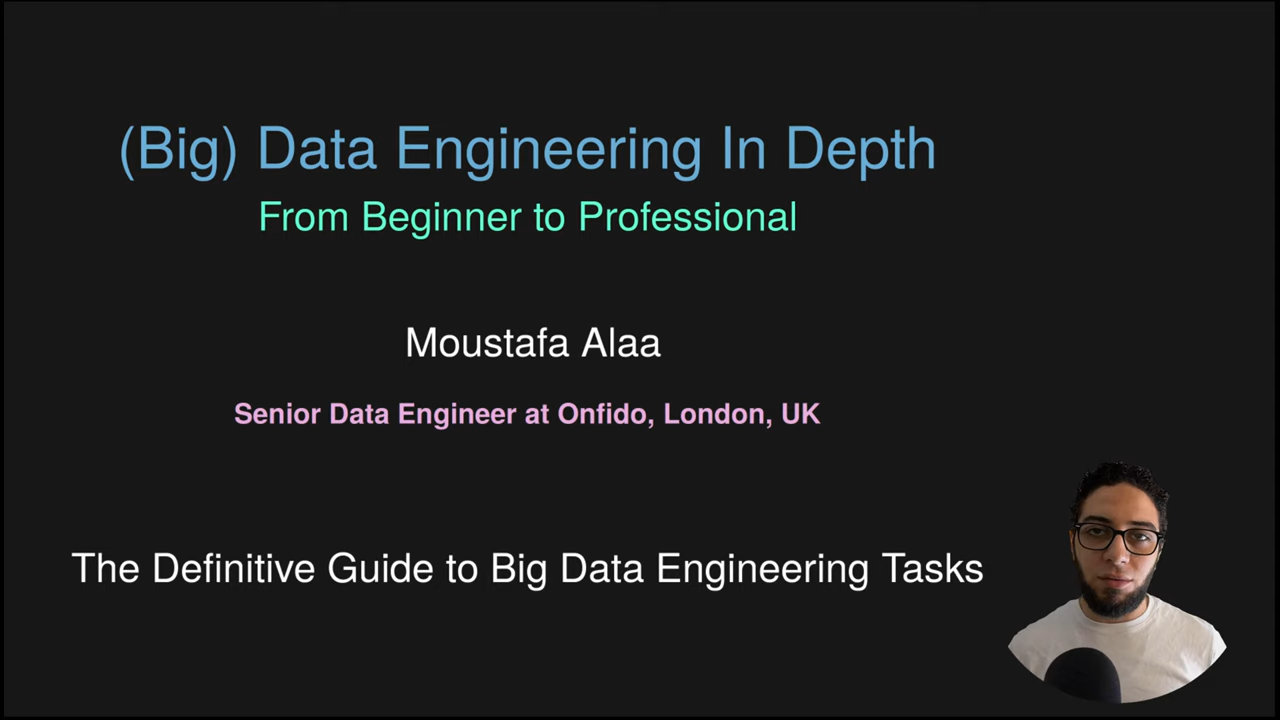 (Big) Data Engineering In Depth
From Beginner to Professional
Moustafa Alaa
Senior Data Engineer at Onfido, London, UK
The Definitive Guide to Big Data Engineering Tasks